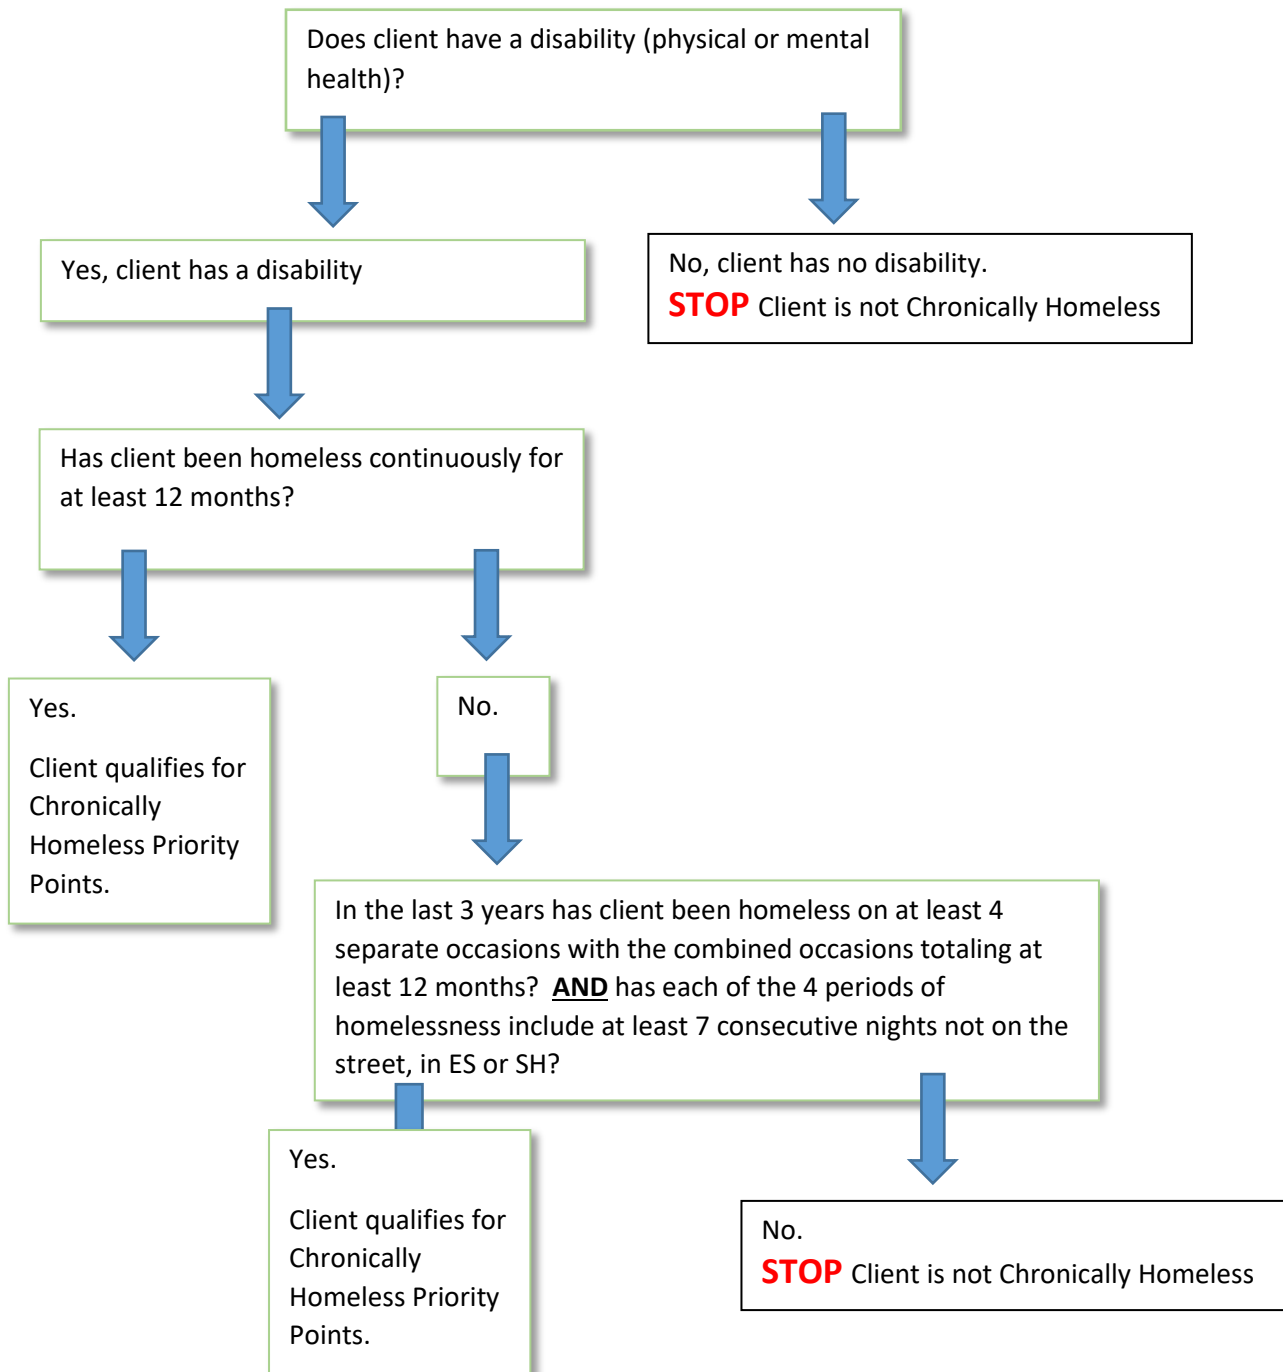 Does client have a disability (physical or mental
health)?
Yes, client has a disability
No, client has no disability.
STOP Client is not Chronically Homeless
Has client been homeless continuously for
at least 12 months?
Yes.
Client qualifies for
Chronically
Homeless Priority
Points.
No.
In the last 3 years has client been homeless on at least 4
separate occasions with the combined occasions totaling at
least 12 months?  AND has each of the 4 periods of
homelessness include at least 7 consecutive nights not on the
street, in ES or SH?
Yes.
Client qualifies for
Chronically
Homeless Priority
Points.
No.
STOP Client is not Chronically Homeless